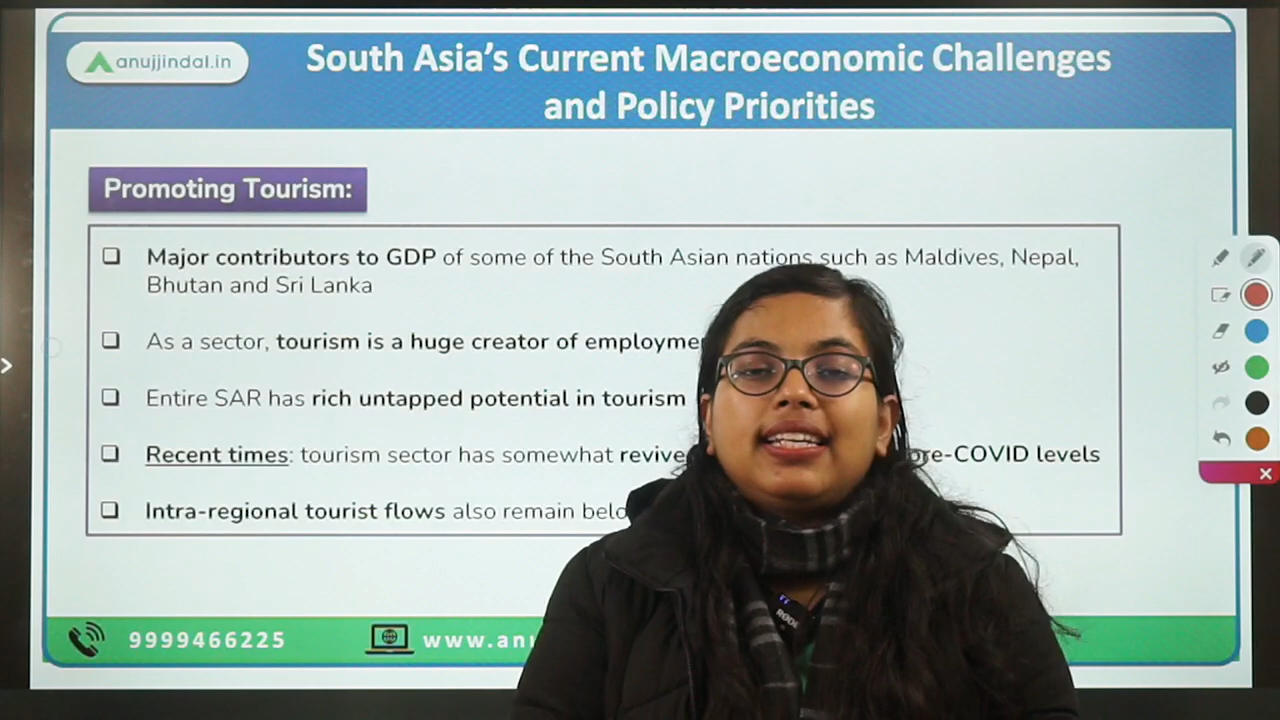 anujjindal.in
South Asia's Current Macroeconomic Challenges
and Policy Priorities
Promoting Tourism:
Major contributors to GDP of some of the South Asian nations such as Maldives, Nepal,
Bhutan and Sri Lanka
As a sector, tourism is a huge creator of
Entire SAR has rich untapped potential in tourism
Recent times: tourism sector has somewhat pre-COVID levels
Intra-regional tourist flows also remain
9999466225
RODE